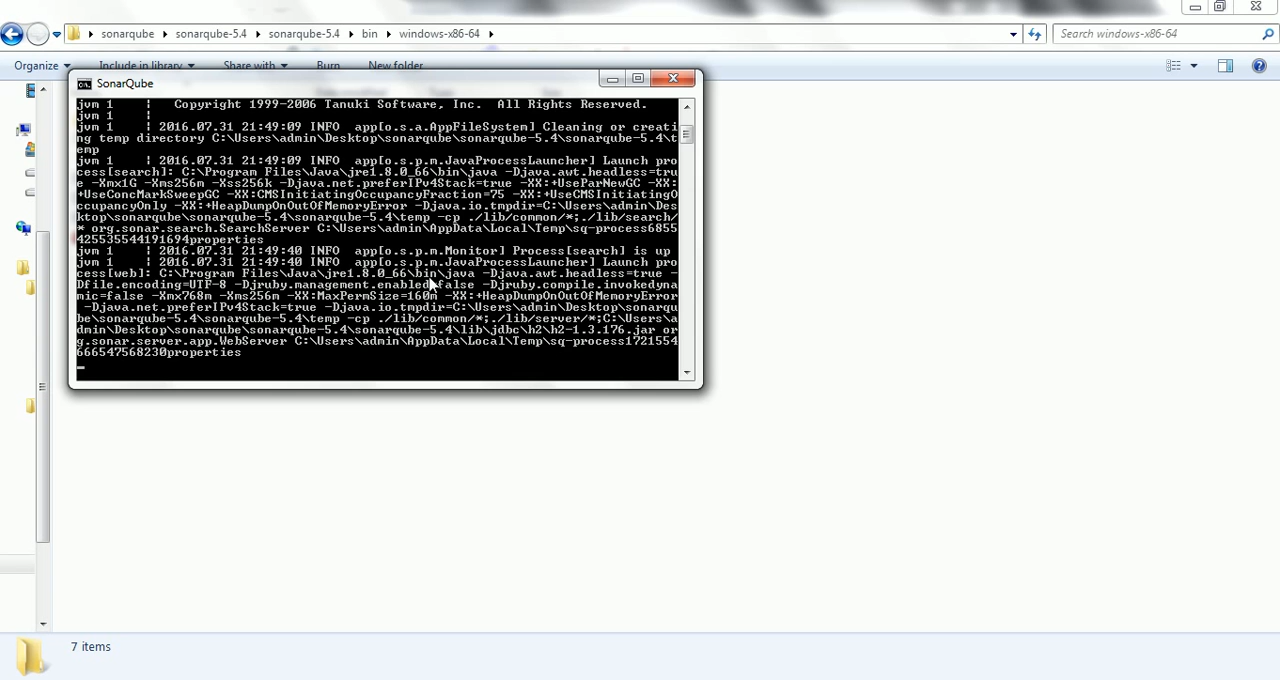 sonarqube sonarqube-5.4 sonarqube-5.4 bin windows-x86-64
Search windows-x86-64
Organize Include in library Share with Burn New folder
SonarQube
jvm 1    |   Copyright 1999-2006 Tanuki Software, Inc.  All Rights Reserved.
jvm 1    |
jvm 1    | 2016.07.31 21:49:09 INFO  app[o.s.a.AppFileSystem] Cleaning or creati
ng temp directory C:\Users\admin\Desktop\sonarqube\sonarqube-5.4\sonarqube-5.4\t
emp
jvm 1    | 2016.07.31 21:49:09 INFO  app[o.s.p.m.JavaProcessLauncher] Launch pro
cess[search]: C:\Program Files\Java\jre1.8.0_66\bin\java -Djava.awt.headless=tru
e -Xmx1G -Xms256m -Xss256k -Djava.net.preferIPv4Stack=true -XX:+UseParNewGC -XX:
+UseConcMarkSweepGC -XX:CMSInitiatingOccupancyFraction=75 -XX:+UseCMSInitiatingO
ccupancyOnly -XX:+HeapDumpOnOutOfMemoryError -Djava.io.tmpdir=C:\Users\admin\Des
ktop\sonarqube\sonarqube-5.4\sonarqube-5.4\temp -cp ./lib/common/*;./lib/search/
* org.sonar.search.SearchServer C:\Users\admin\AppData\Local\Temp\sq-process6855
425535544191694properties
jvm 1    | 2016.07.31 21:49:40 INFO  app[o.s.p.m.Monitor] Process[search] is up
jvm 1    | 2016.07.31 21:49:40 INFO  app[o.s.p.m.JavaProcessLauncher] Launch pro
cess[web]: C:\Program Files\Java\jre1.8.0_66\bin\java -Djava.awt.headless=true -
Dfile.encoding=UTF-8 -Djruby.management.enabled=false -Djruby.compile.invokedyna
mic=false -Xmx768m -Xms256m -XX:MaxPermSize=160m -XX:+HeapDumpOnOutOfMemoryError
-Djava.net.preferIPv4Stack=true -Djava.io.tmpdir=C:\Users\admin\Desktop\sonarqu
be\sonarqube-5.4\sonarqube-5.4\temp -cp ./lib/common/*;./lib/server/*;C:\Users\a
dmin\Desktop\sonarqube\sonarqube-5.4\sonarqube-5.4\lib\jdbc\h2\h2-1.3.176.jar or
g.sonar.server.app.WebServer C:\Users\admin\AppData\Local\Temp\sq-process1721554
666547568230properties
7 items